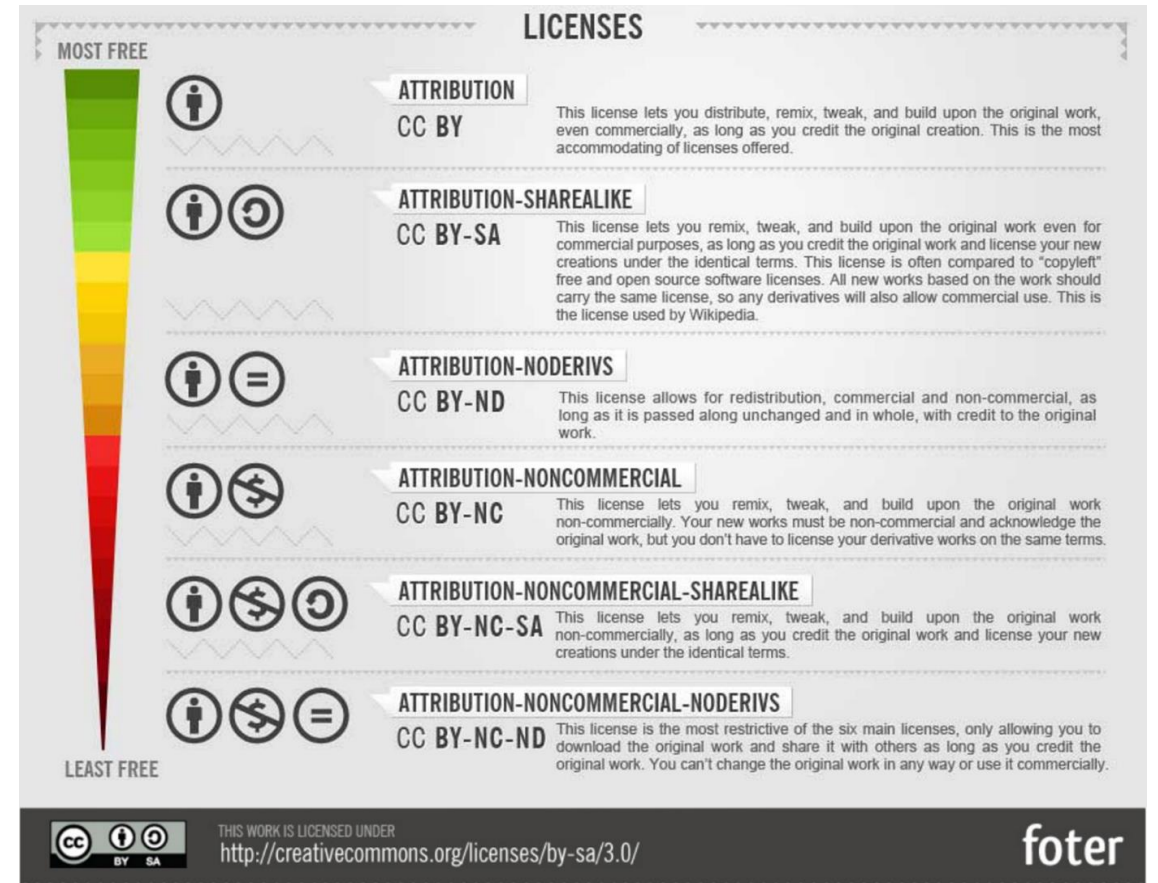 LICENSES
MOST FREE
ATTRIBUTION
CC BY
This license lets you distribute, remix, tweak, and build upon the original work,
even commercially, as long as you credit the original creation. This is the most
accommodating of licenses offered.
ATTRIBUTION-SHAREALIKE
CC BY-SA
This license lets you remix, tweak, and build upon the original work even for
commercial purposes, as long as you credit the original work and license your new
creations under the identical terms. This license is often compared to “copyleft”
free and open source software licenses. All new works based on the work should
carry the same license, so any derivatives will also allow commercial use. This is
the license used by Wikipedia.
ATTRIBUTION-NODERIVS
CC BY-ND
This license allows for redistribution, commercial and non-commercial, as
long as it is passed along unchanged and in whole, with credit to the original
work.
ATTRIBUTION-NONCOMMERCIAL
CC BY-NC
This license lets you remix, tweak, and build upon the original work
non-commercially. Your new works must be non-commercial and acknowledge the
original work, but you don’t have to license your derivative works on the same terms.
ATTRIBUTION-NONCOMMERCIAL-SHAREALIKE
CC BY-NC-SA
This license lets you remix, tweak, and build upon the original work
non-commercially, as long as you credit the original work and license your new
creations under the identical terms.
ATTRIBUTION-NONCOMMERCIAL-NODERIVS
CC BY-NC-ND
This license is the most restrictive of the six main licenses, only allowing you to
download the original work and share it with others as long as you credit the
original work. You can’t change the original work in any way or use it commercially.
LEAST FREE
cc
BY SA
THIS WORK IS LICENSED UNDER
http://creativecommons.org/licenses/by-sa/3.0/
foter